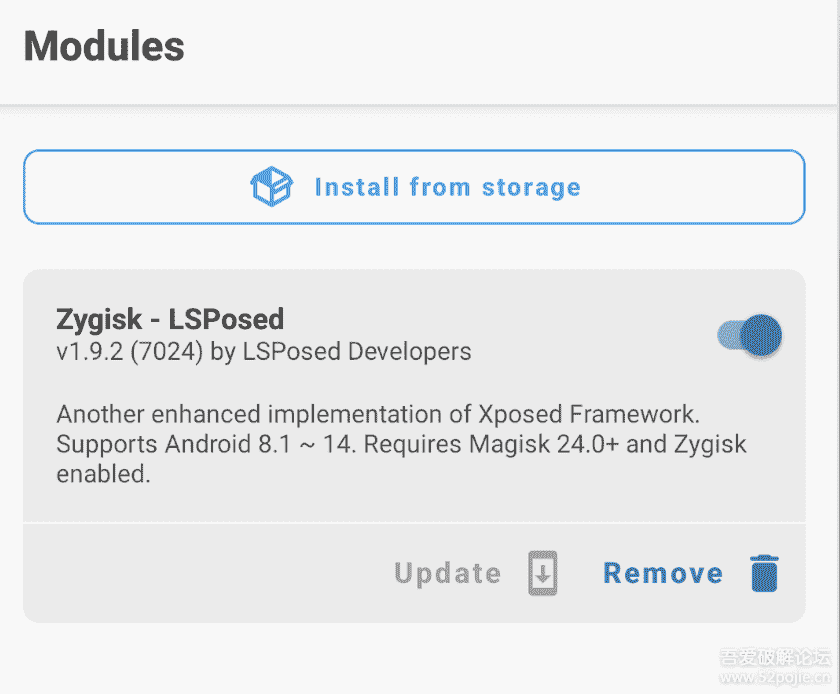 Modules
Install from storage
Zygisk - LSPosed
v1.9.2 (7024) by LSPosed Developers
Another enhanced implementation of Xposed Framework.
Supports Android 8.1 ~ 14. Requires Magisk 24.0+ and Zygisk
enabled.
Update Remove
吾爱破解论坛
www.52pojie.cn